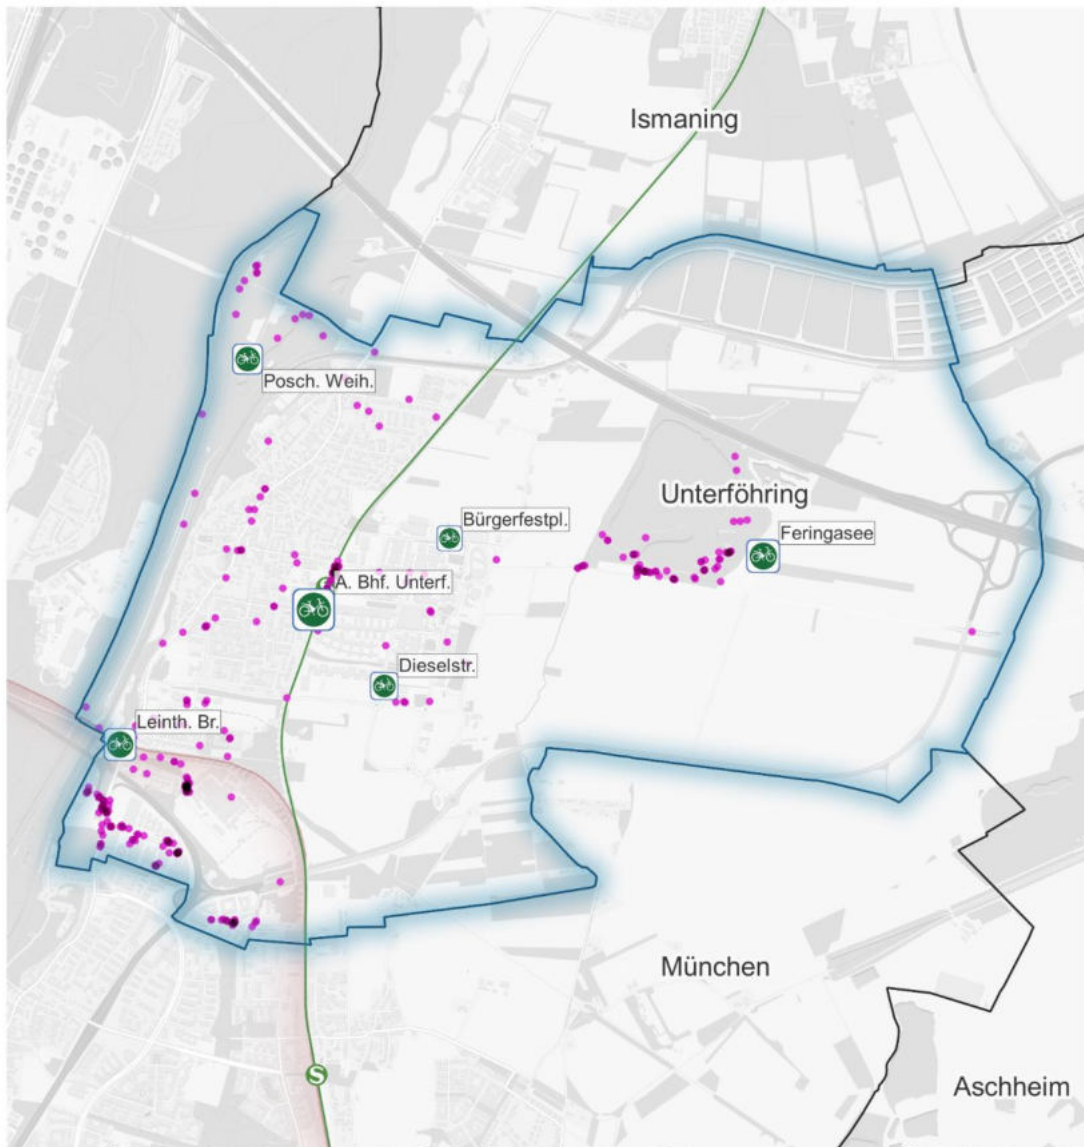 Ismaning
Posch. Weih.
Unterföhring
Bürgerfestpl.
Feringasee
A. Bhf. Unterf.
Dieselstr.
Leinth. Br.
München
S
Aschheim